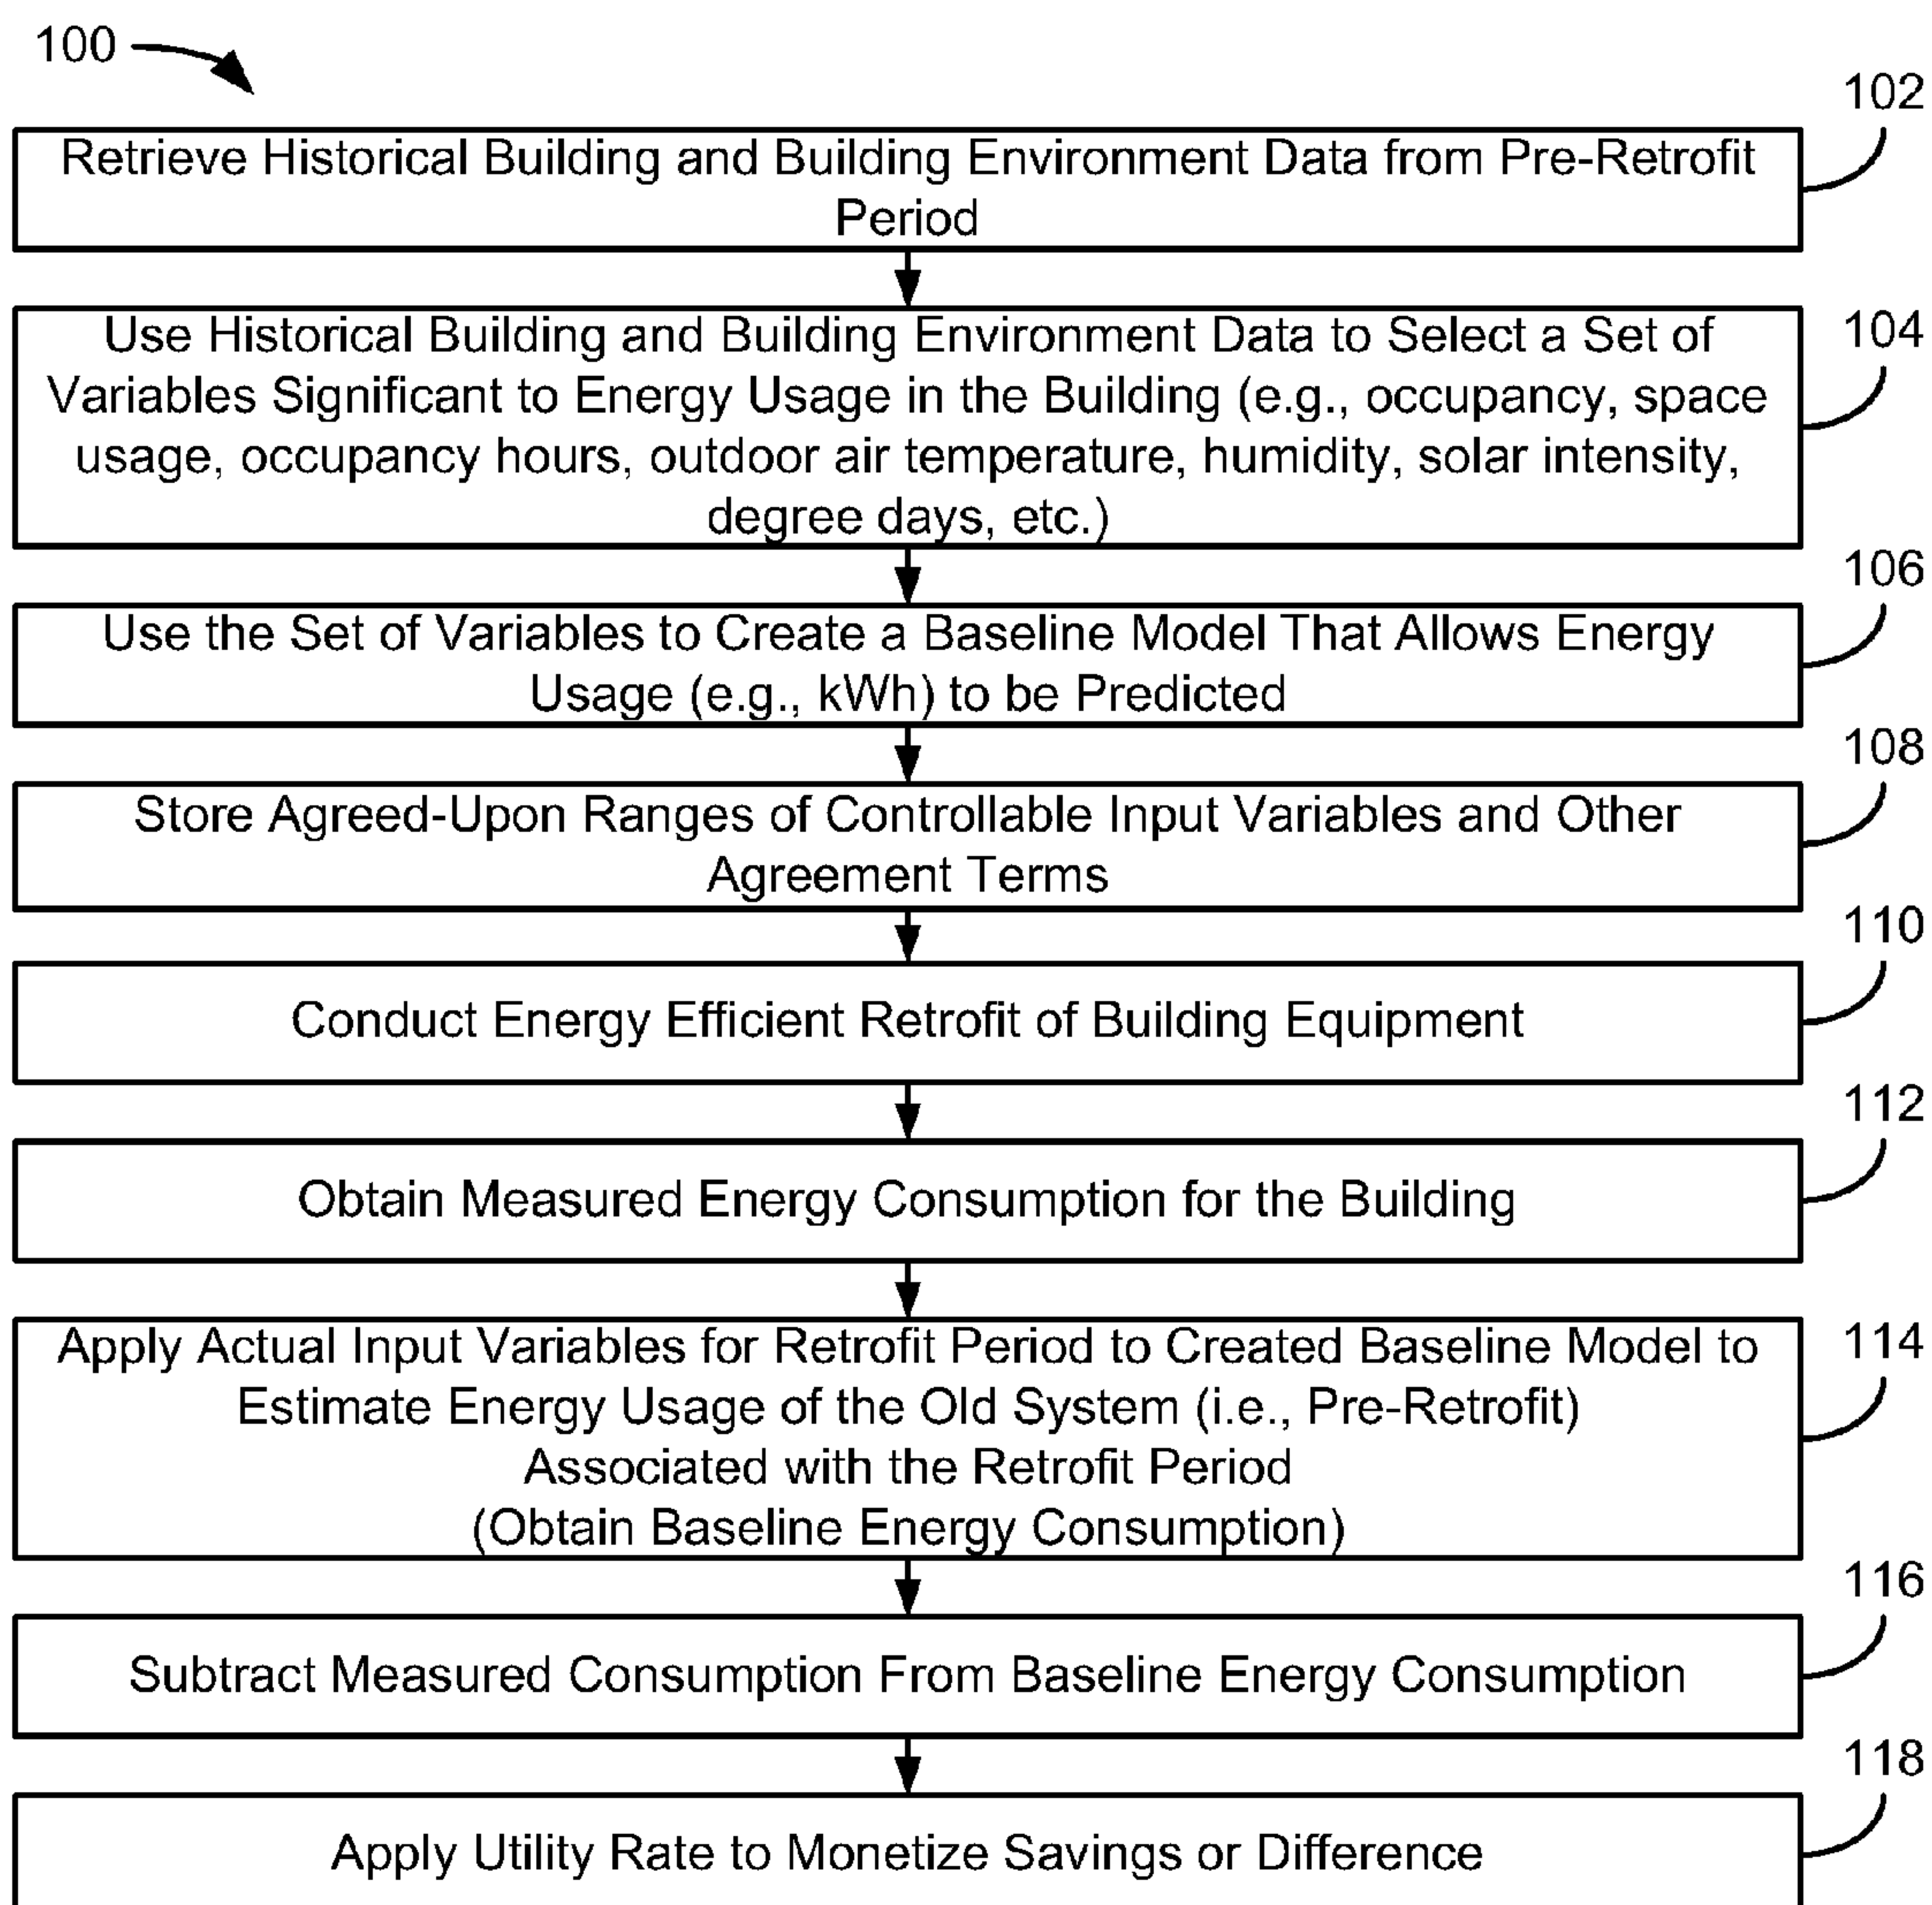 100
102
Retrieve Historical Building and Building Environment Data from Pre-Retrofit
Period
104
Use Historical Building and Building Environment Data to Select a Set of
Variables Significant to Energy Usage in the Building (e.g., occupancy, space
usage, occupancy hours, outdoor air temperature, humidity, solar intensity,
degree days, etc.)
106
Use the Set of Variables to Create a Baseline Model That Allows Energy
Usage (e.g., kWh) to be Predicted
108
Store Agreed-Upon Ranges of Controllable Input Variables and Other
Agreement Terms
110
Conduct Energy Efficient Retrofit of Building Equipment
112
Obtain Measured Energy Consumption for the Building
114
Apply Actual Input Variables for Retrofit Period to Created Baseline Model to
Estimate Energy Usage of the Old System (i.e., Pre-Retrofit)
Associated with the Retrofit Period
(Obtain Baseline Energy Consumption)
116
Subtract Measured Consumption From Baseline Energy Consumption
118
Apply Utility Rate to Monetize Savings or Difference